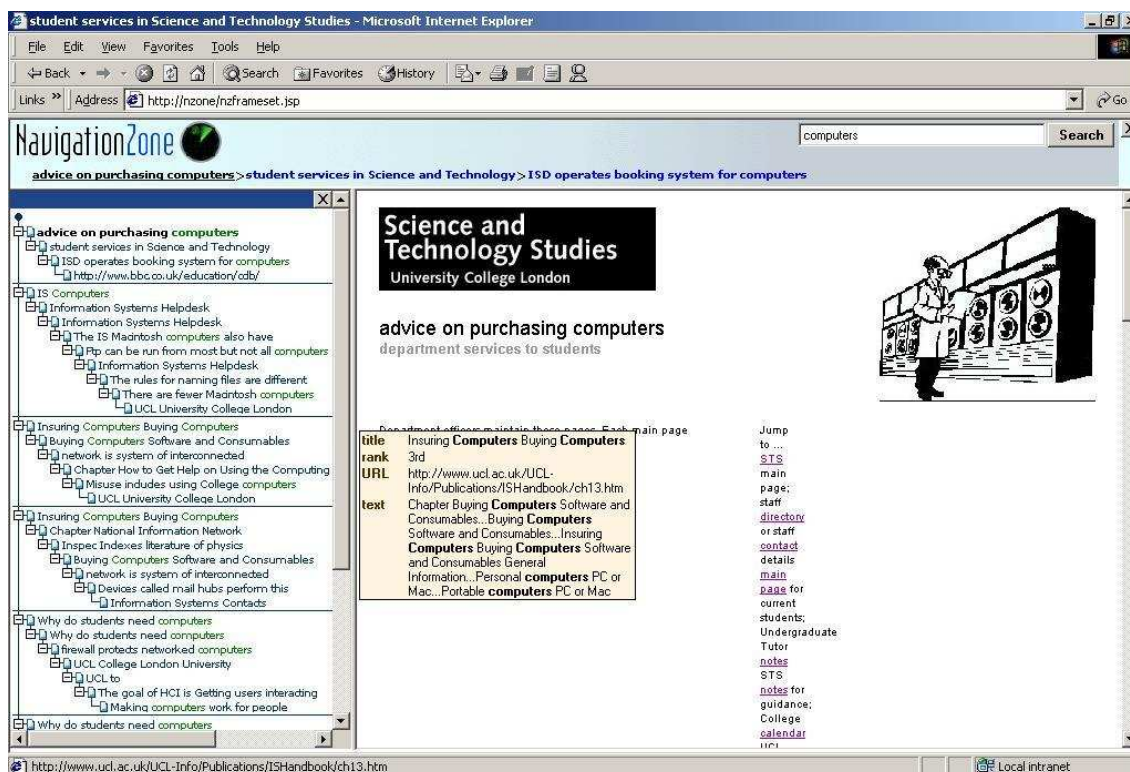 student services in Science and Technology Studies - Microsoft Internet Explorer
File Edit View Favorites Tools Help
Back Search Favorites History
Links » Address http://nzone/nzframeset.jsp Go
NavigationZone computers Search
advice on purchasing computers>student services in Science and Technology>ISD operates booking system for computers
advice on purchasing computers
student services in Science and Technology
ISD operates booking system for computers
http://www.bbc.co.uk/education/cdb/
IS Computers
Information Systems Helpdesk
Information Systems Helpdesk
The IS Macintosh computers also have
Ptp can be run from most but not all computers
Information Systems Helpdesk
The rules for naming files are different
There are fewer Macintosh computers
UCL University College London
Insuring Computers Buying Computers
Buying Computers Software and Consumables
network is system of interconnected
Chapter How to Get Help on Using the Computing
Misuse includes using College computers
UCL University College London
Insuring Computers Buying Computers
Chapter National Information Network
Inspec Indexes literature of physics
Buying Computers Software and Consumables
network is system of interconnected
Devices called mail hubs perform this
Information Systems Contacts
Why do students need computers
Why do students need computers
firewall protects networked computers
UCL College London University
UCL to
The goal of HCI is Getting users interacting
Making computers work for people
Why do students need computers
Science and
Technology Studies
University College London
advice on purchasing computers
department services to students
Department officers maintain these pages. Each main page
title Insuring Computers Buying Computers
rank 3rd
URL http://www.ucl.ac.uk/UCL-
Info/Publications/ISHandbook/ch13.htm
text Chapter Buying Computers Software and
Consumables...Buying Computers
Software and Consumables...Insuring
Computers Buying Computers Software
and Consumables General
Information...Personal computers PC or
Mac...Portable computers PC or Mac
Jump
to ...
STS
main
page;
staff
directory
or staff
contact
details
main
page for
current
students;
Undergraduate
Tutor
notes
STS
notes for
guidance;
College
calendar
UCL
http://www.ucl.ac.uk/UCL-Info/Publications/ISHandbook/ch13.htm Local intranet